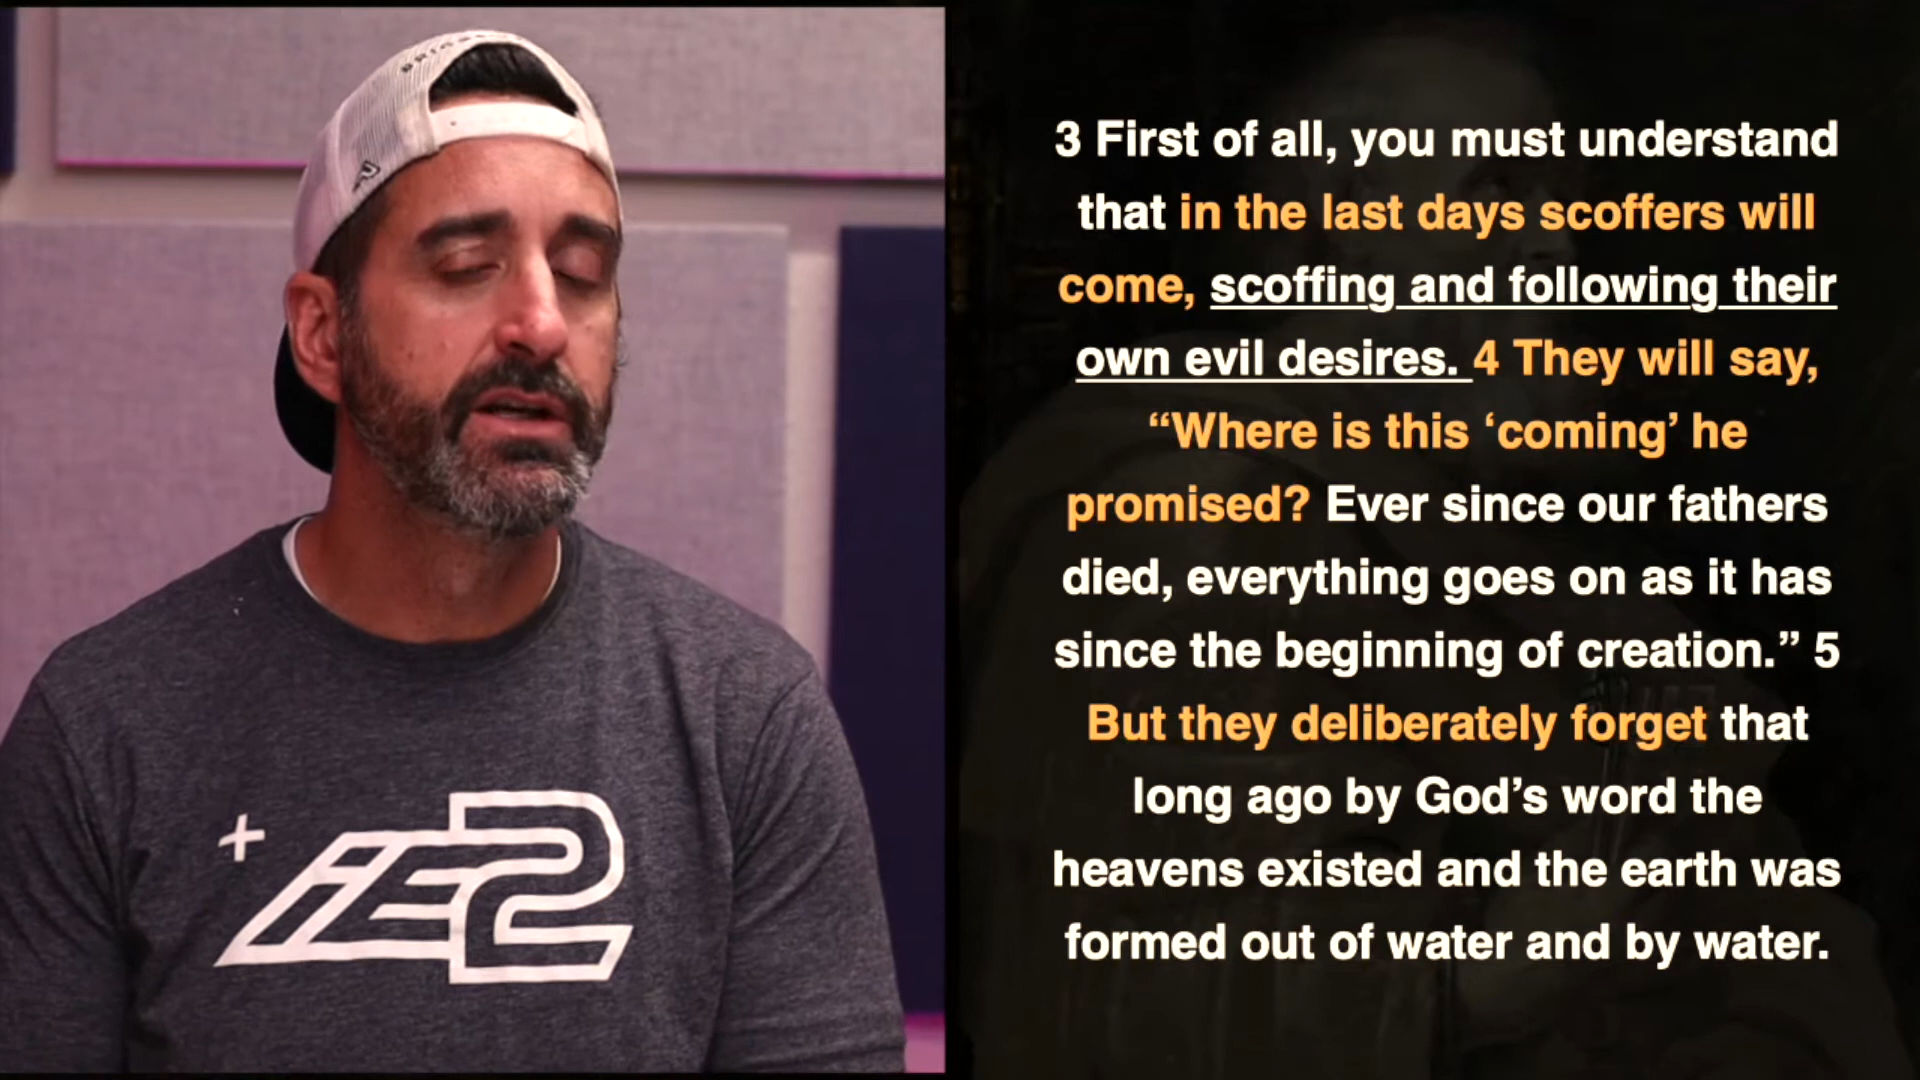 3 First of all, you must understand
that in the last days scoffers will
come, scoffing and following their
own evil desires. 4 They will say,
“Where is this ‘coming’ he
promised? Ever since our fathers
died, everything goes on as it has
since the beginning of creation.” 5
But they deliberately forget that
long ago by God’s word the
heavens existed and the earth was
formed out of water and by water.
+
iE2